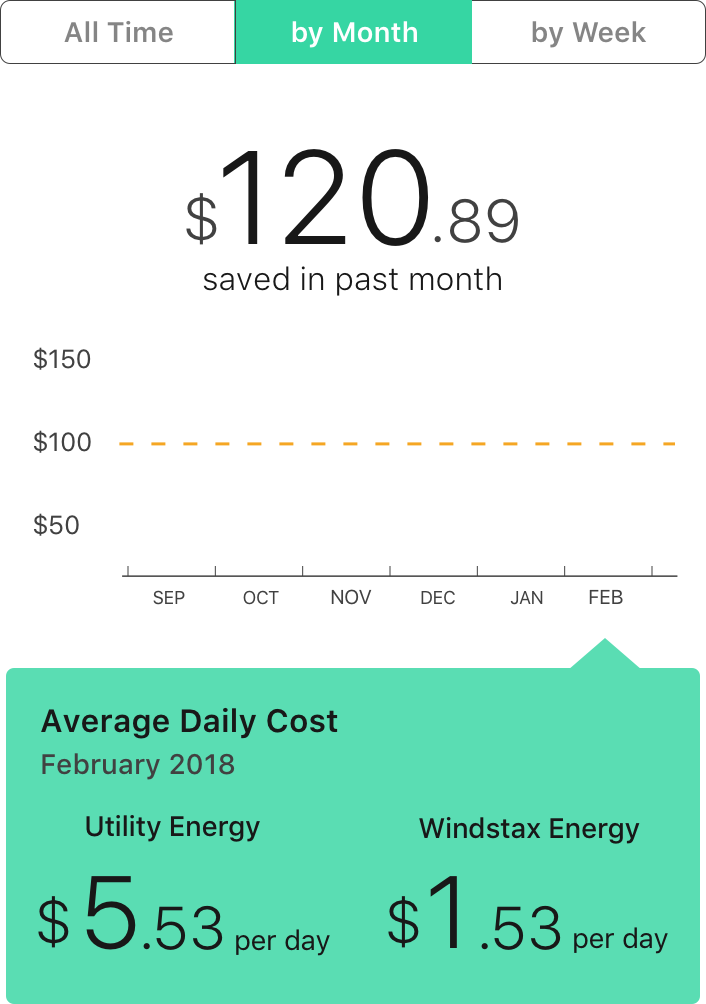 All Time by Month by Week
$120.89
saved in past month
$150
$100
$50
SEP OCT NOV DEC JAN FEB
Average Daily Cost
February 2018
Utility Energy Windstax Energy
$5.53 per day $1.53 per day